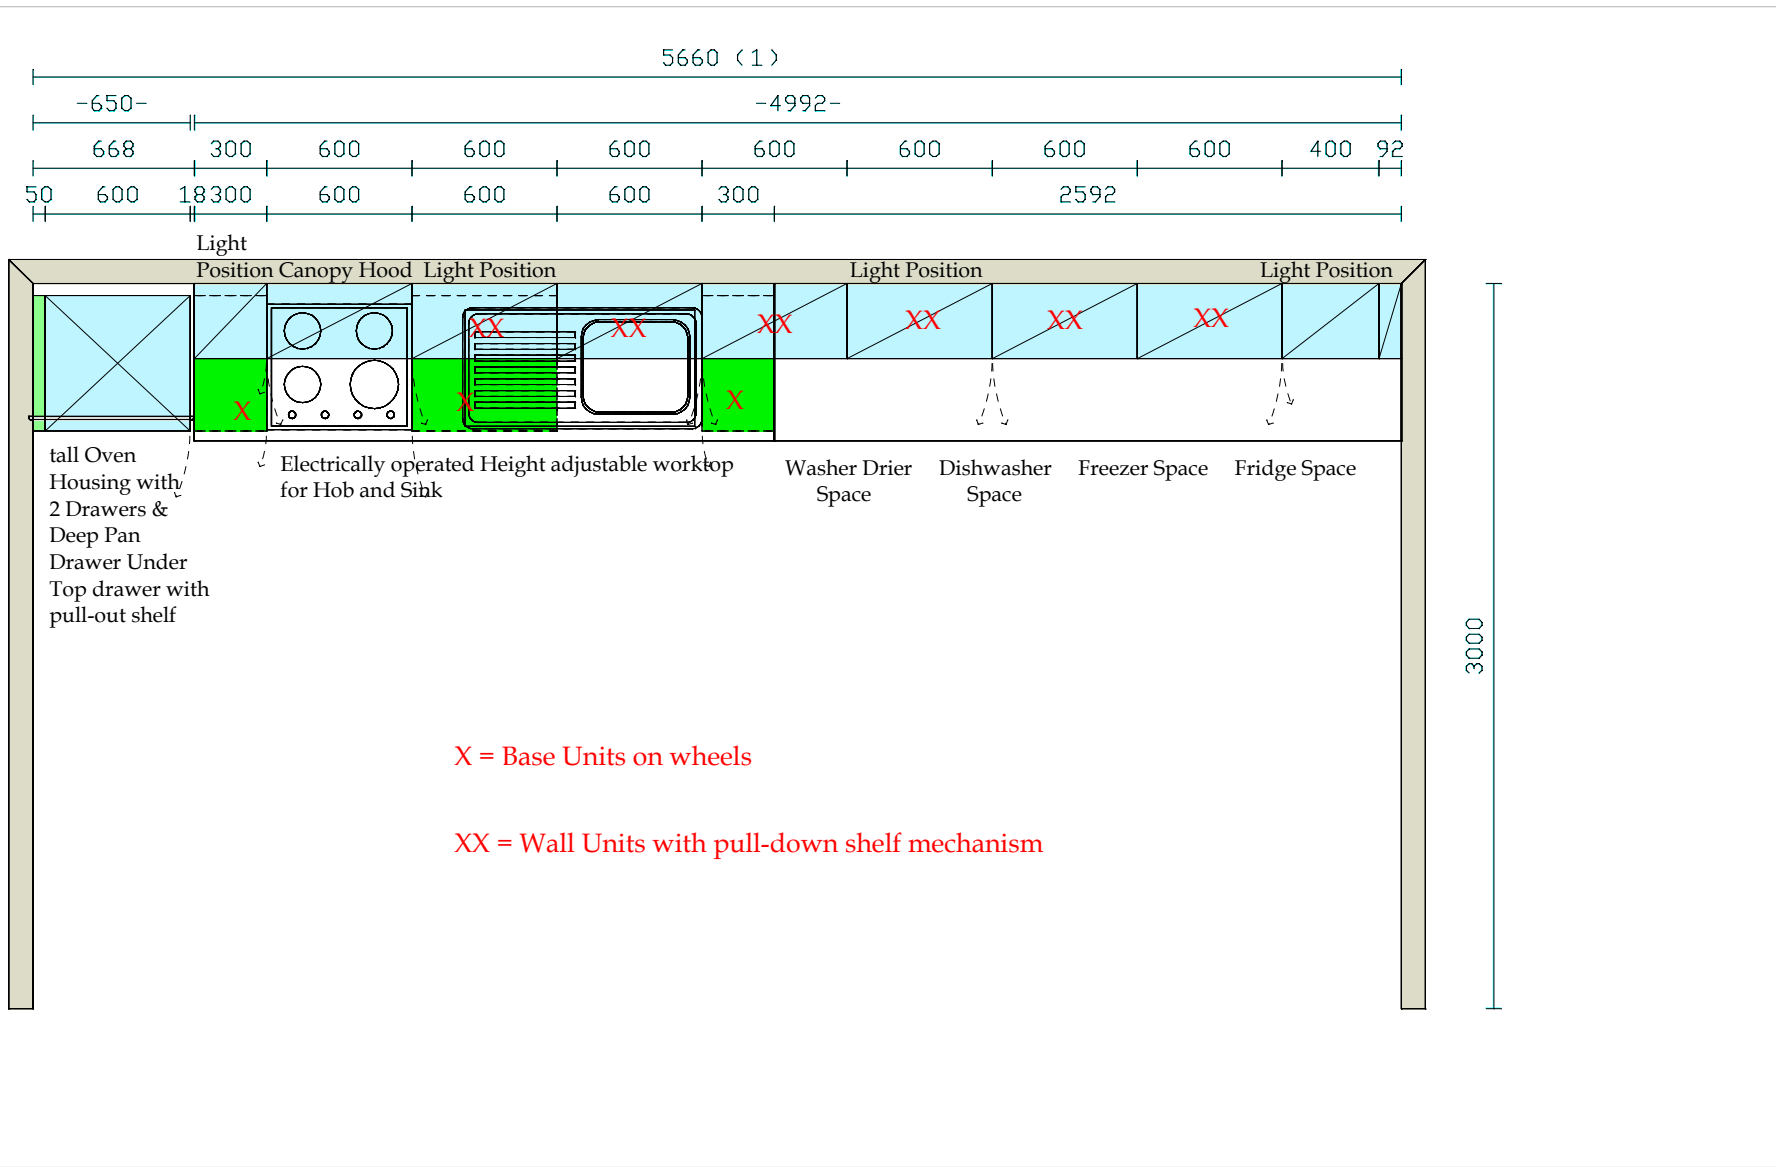 5660 (1)
-650-
-4992-
668 300 600 600 600 600 600 600 600 400 92
50 600 18 300 600 600 600 300 2592
Light
Position Canopy Hood Light Position Light Position Light Position
XX XX XX XX XX XX
X X X
tall Oven
Housing with
2 Drawers &
Deep Pan
Drawer Under
Top drawer with
pull-out shelf
Electrically operated Height adjustable worktop
for Hob and Sink
Washer Drier
Space
Dishwasher
Space
Freezer Space
Fridge Space
3000
X = Base Units on wheels
XX = Wall Units with pull-down shelf mechanism